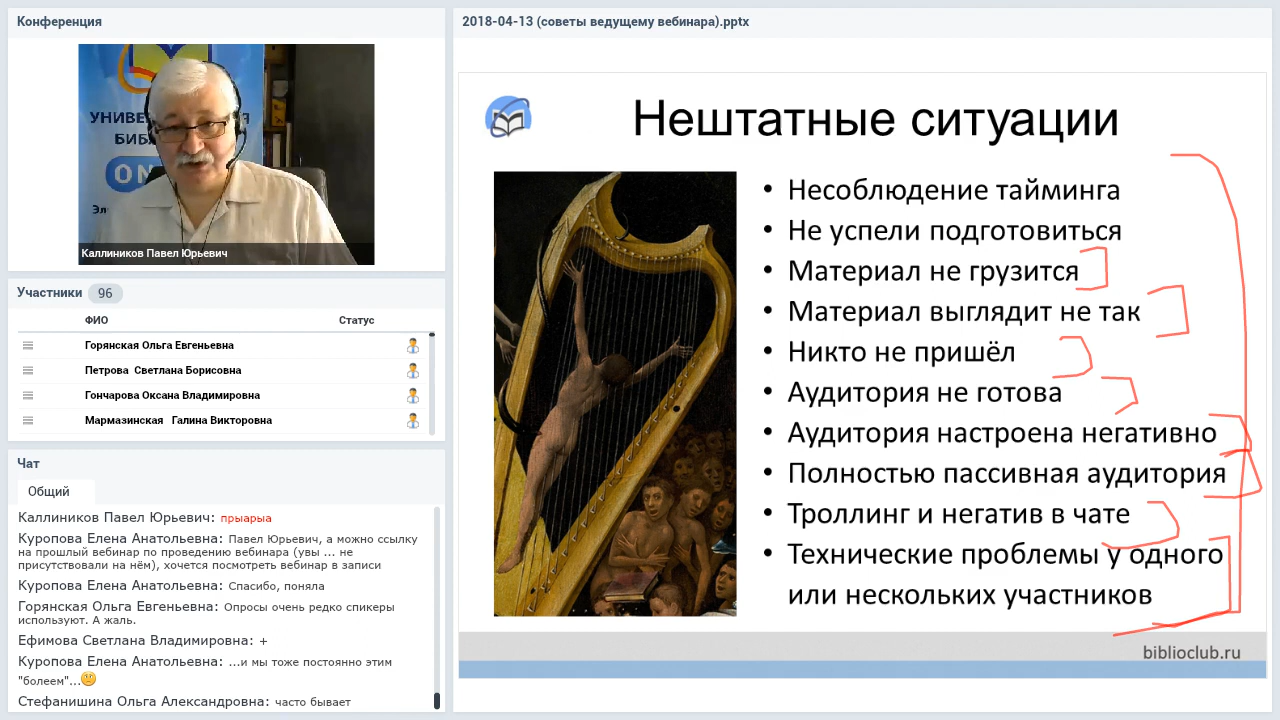 Конференция
УНИВЕ
БИБЛ
ON
Эл
Каллиников Павел Юрьевич
Участники 96
ФИО Статус
Горянская Ольга Евгеньевна
Петрова Светлана Борисовна
Гончарова Оксана Владимировна
Мармазинская Галина Викторовна
Чат
Общий
Каллиников Павел Юрьевич: прыарыа
Куропова Елена Анатольевна: Павел Юрьевич, а можно ссылку
на прошлый вебинар по проведению вебинара (увы ... не
присутствовали на нём), хочется посмотреть вебинар в записи
Куропова Елена Анатольевна: Спасибо, поняла
Горянская Ольга Евгеньевна: Опросы очень редко спикеры
используют. А жаль.
Ефимова Светлана Владимировна: +
Куропова Елена Анатольевна: ...и мы тоже постоянно этим
"болеем"...
Стефанишина Ольга Александровна: часто бывает
2018-04-13 (советы ведущему вебинара).pptx
Нештатные ситуации
• Несоблюдение тайминга
• Не успели подготовиться
• Материал не грузится
• Материал выглядит не так
• Никто не пришёл
• Аудитория не готова
• Аудитория настроена негативно
• Полностью пассивная аудитория
• Троллинг и негатив в чате
• Технические проблемы у одного
или нескольких участников
biblioclub.ru